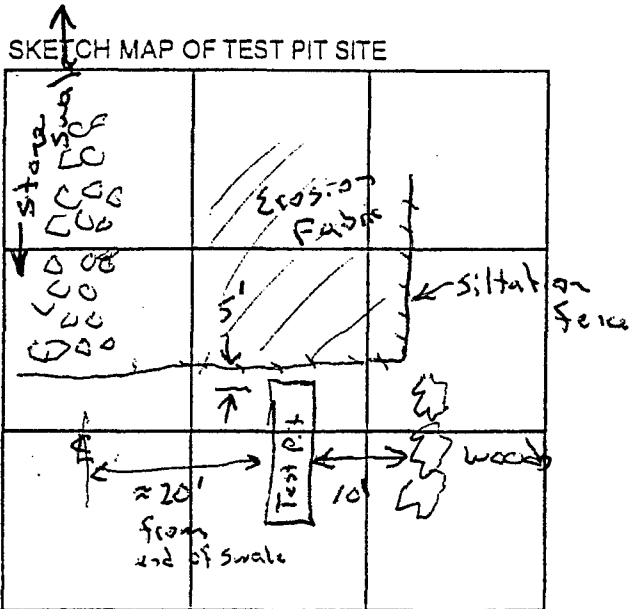 SKETCH MAP OF TEST PIT SITE
Stone
Swale
Erosion
Fabric
5'
siltation
fence
Test Pit
woods
≈20'
10'
from
end of swale